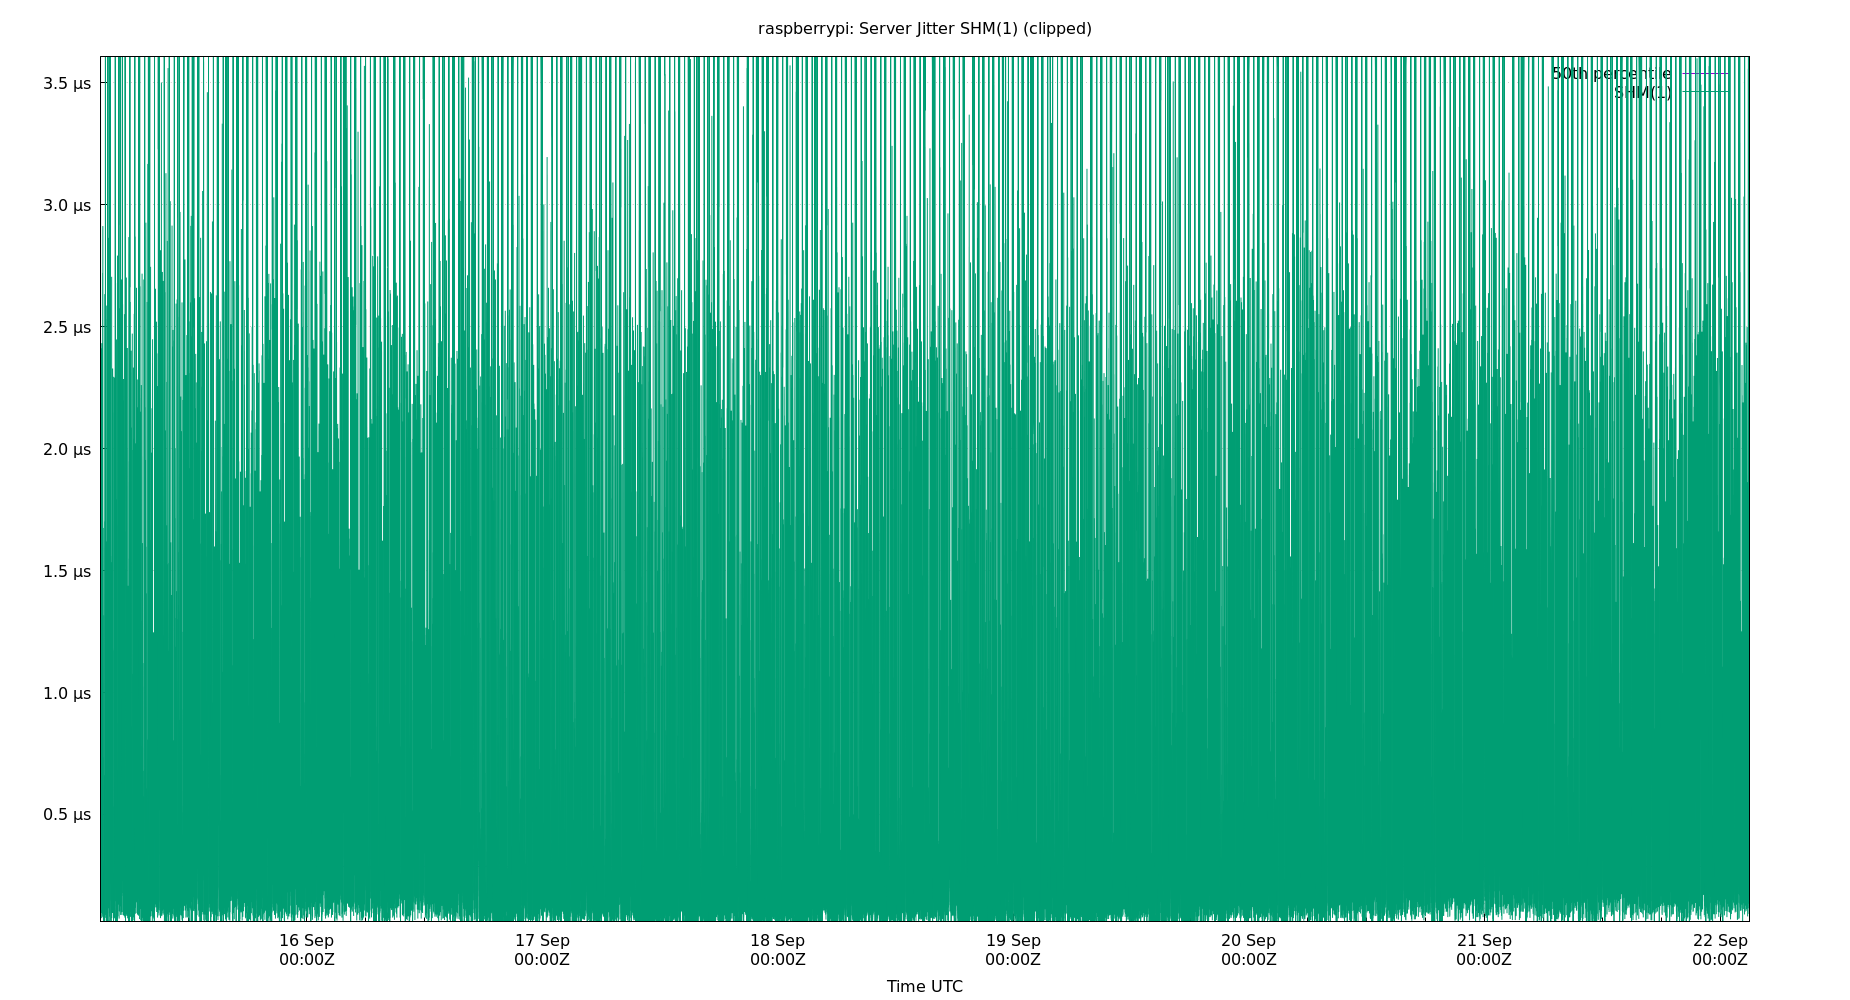 raspberrypi: Server Jitter SHM(1) (clipped)
50th percentile
SHM(1)
3.5 µs
3.0 µs
2.5 µs
2.0 µs
1.5 µs
1.0 µs
0.5 µs
16 Sep 17 Sep 18 Sep 19 Sep 20 Sep 21 Sep 22 Sep
00:00Z 00:00Z 00:00Z 00:00Z 00:00Z 00:00Z 00:00Z
Time UTC